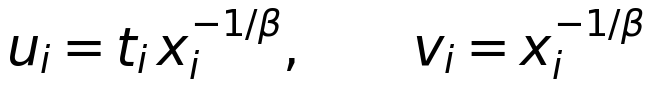 u_i = t_i x_i^{-1/β}, v_i = x_i^{-1/β}